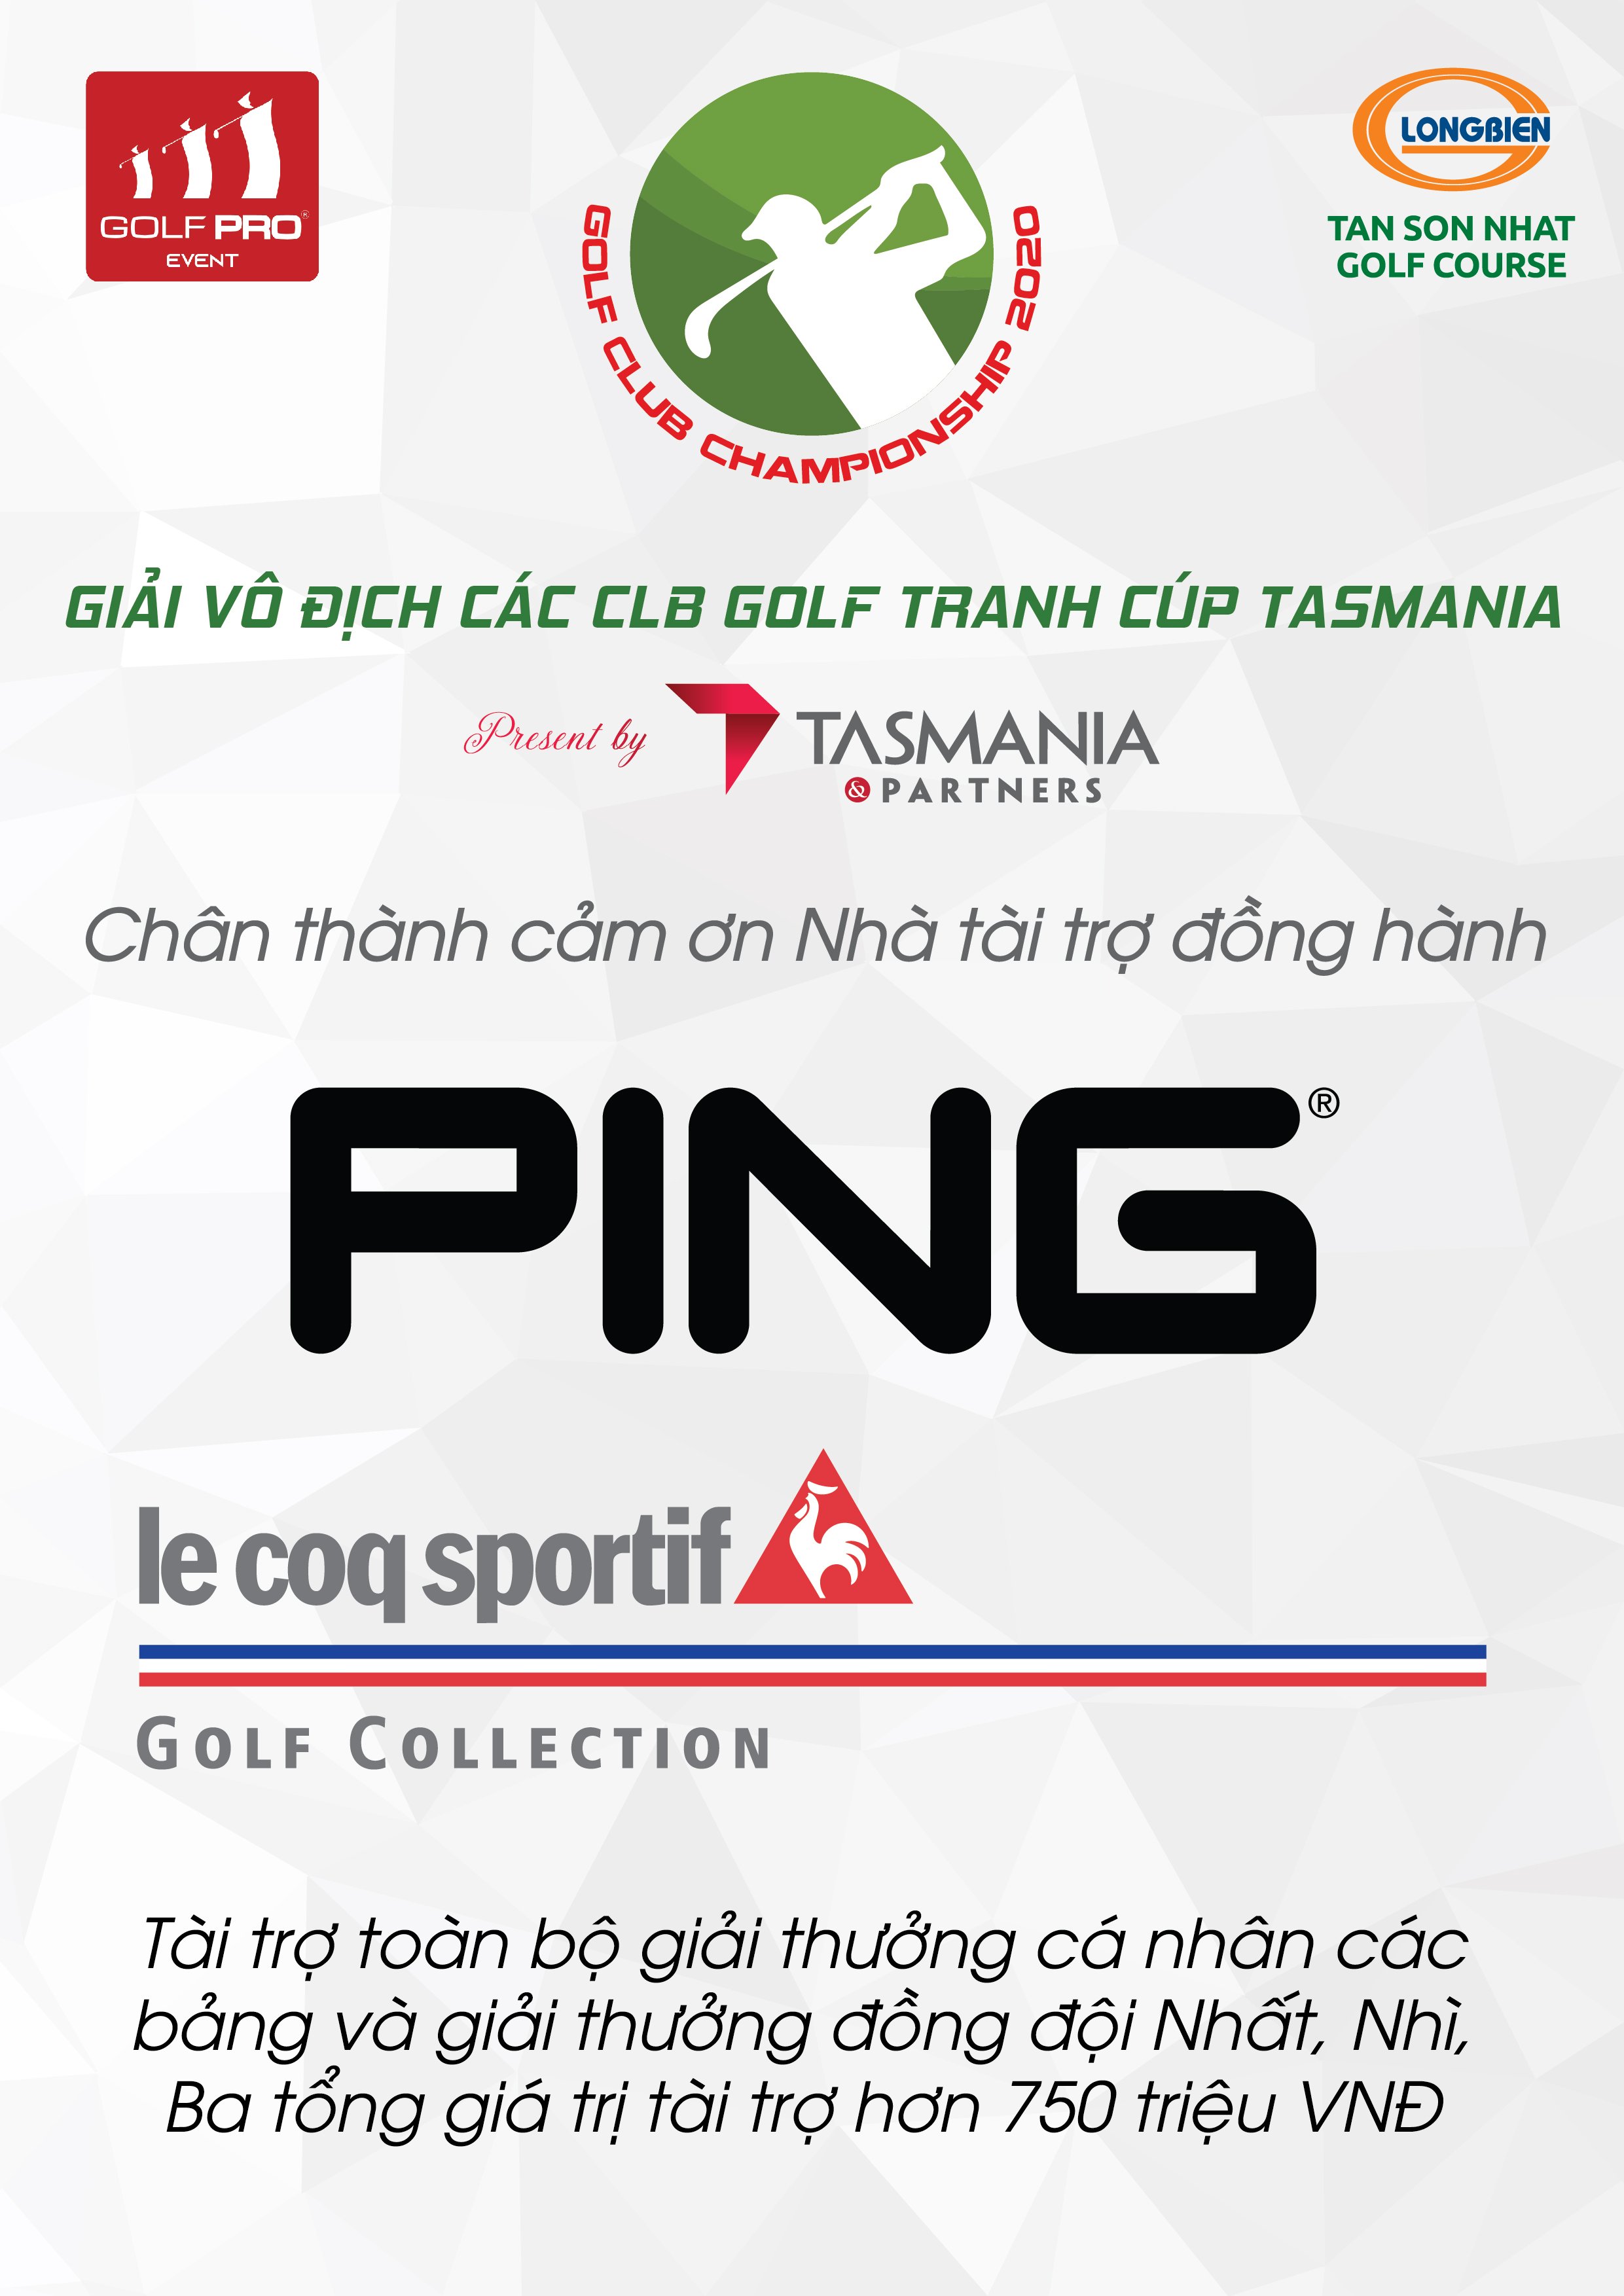 GOLF PRO®
EVENT
GOLF CLUB CHAMPIONSHIP 2020
LONGBIEN
TAN SON NHAT
GOLF COURSE
GIẢI VÔ ĐỊCH CÁC CLB GOLF TRANH CÚP TASMANIA
Present by
TASMANIA
& PARTNERS
Chân thành cảm ơn Nhà tài trợ đồng hành
PING®
le coq sportif
GOLF COLLECTION
Tài trợ toàn bộ giải thưởng cá nhân các
bảng và giải thưởng đồng đội Nhất, Nhì,
Ba tổng giá trị tài trợ hơn 750 triệu VNĐ